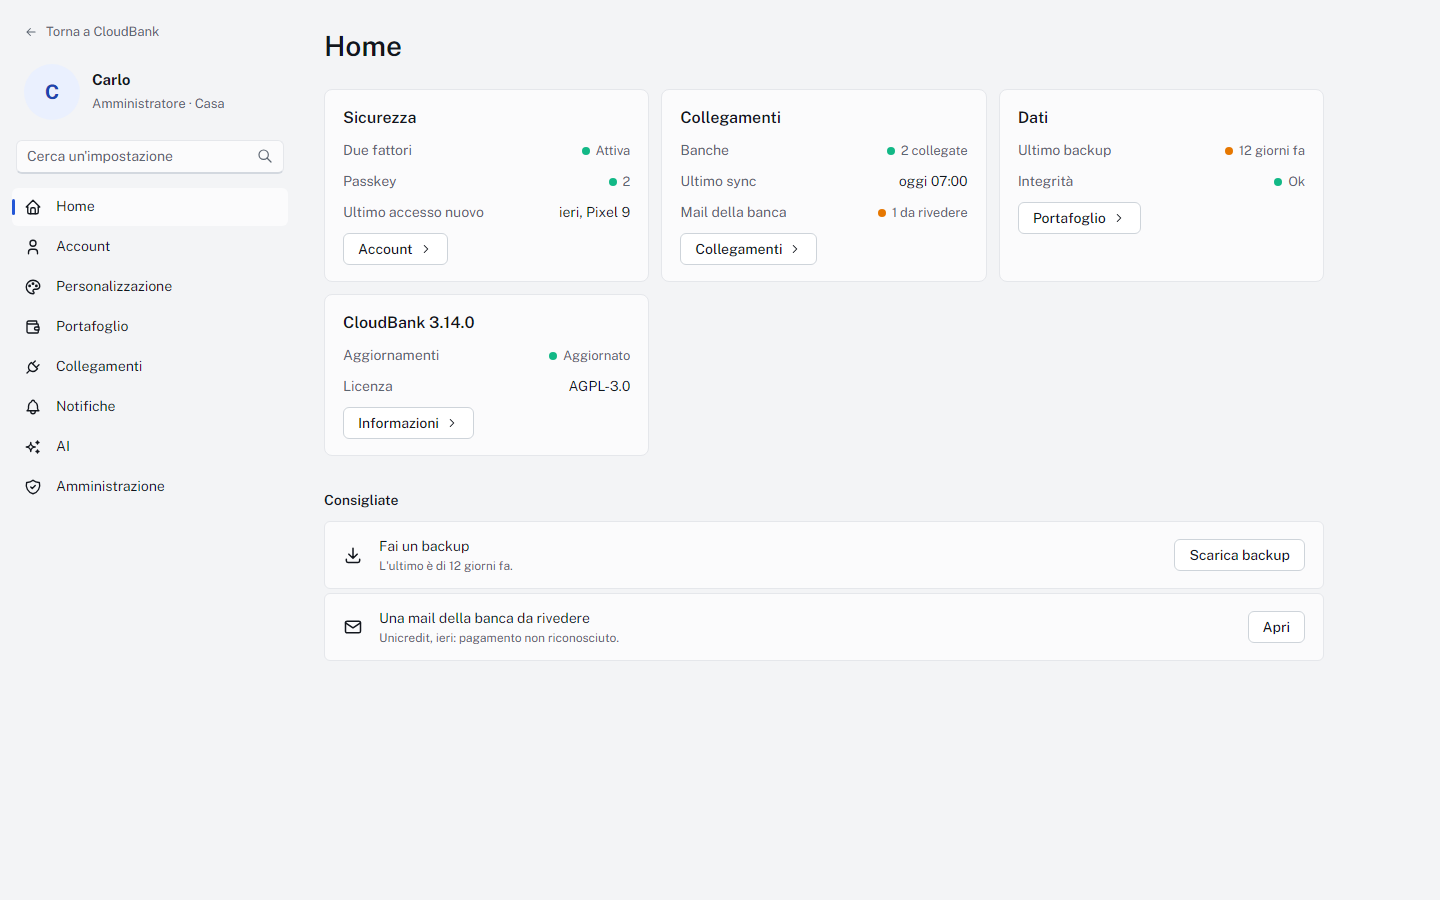 Torna a CloudBank
C
Carlo
Amministratore · Casa
Cerca un'impostazione
Home
Account
Personalizzazione
Portafoglio
Collegamenti
Notifiche
AI
Amministrazione
Home
Sicurezza
Due fattori Attiva
Passkey 2
Ultimo accesso nuovo ieri, Pixel 9
Account
Collegamenti
Banche 2 collegate
Ultimo sync oggi 07:00
Mail della banca 1 da rivedere
Collegamenti
Dati
Ultimo backup 12 giorni fa
Integrità Ok
Portafoglio
CloudBank 3.14.0
Aggiornamenti Aggiornato
Licenza AGPL-3.0
Informazioni
Consigliate
Fai un backup
L'ultimo è di 12 giorni fa.
Scarica backup
Una mail della banca da rivedere
Unicredit, ieri: pagamento non riconosciuto.
Apri